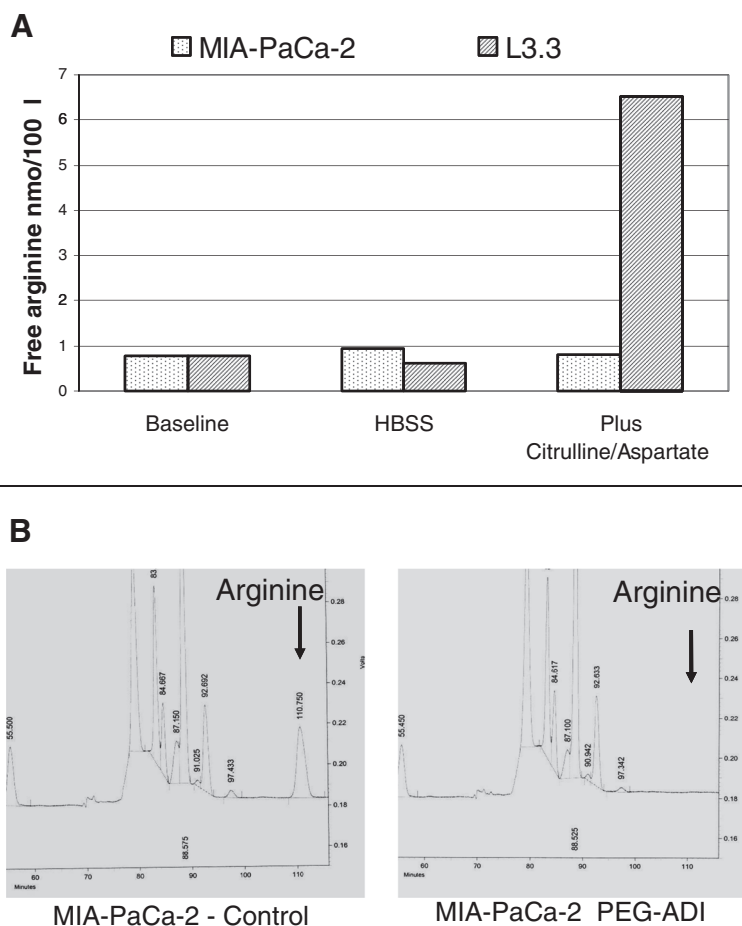 A
MIA-PaCa-2 L3.3
Free arginine nmo/100 l
7
6
5
4
3
2
1
0
Baseline HBSS Plus
Citrulline/Aspartate
B
Arginine
55.500
83
84.667
87.150
88.575
91.025
92.692
97.433
110.750
Volts
0.28
0.26
0.24
0.22
0.20
0.18
0.16
60 70 80 90 100 110
Minutes
MIA-PaCa-2 - Control
Arginine
55.450
84.617
87.100
88.525
90.942
92.633
97.342
0.28
0.26
0.24
0.22
0.20
0.18
0.16
60 70 80 90 100 110
Minutes
MIA-PaCa-2 PEG-ADI